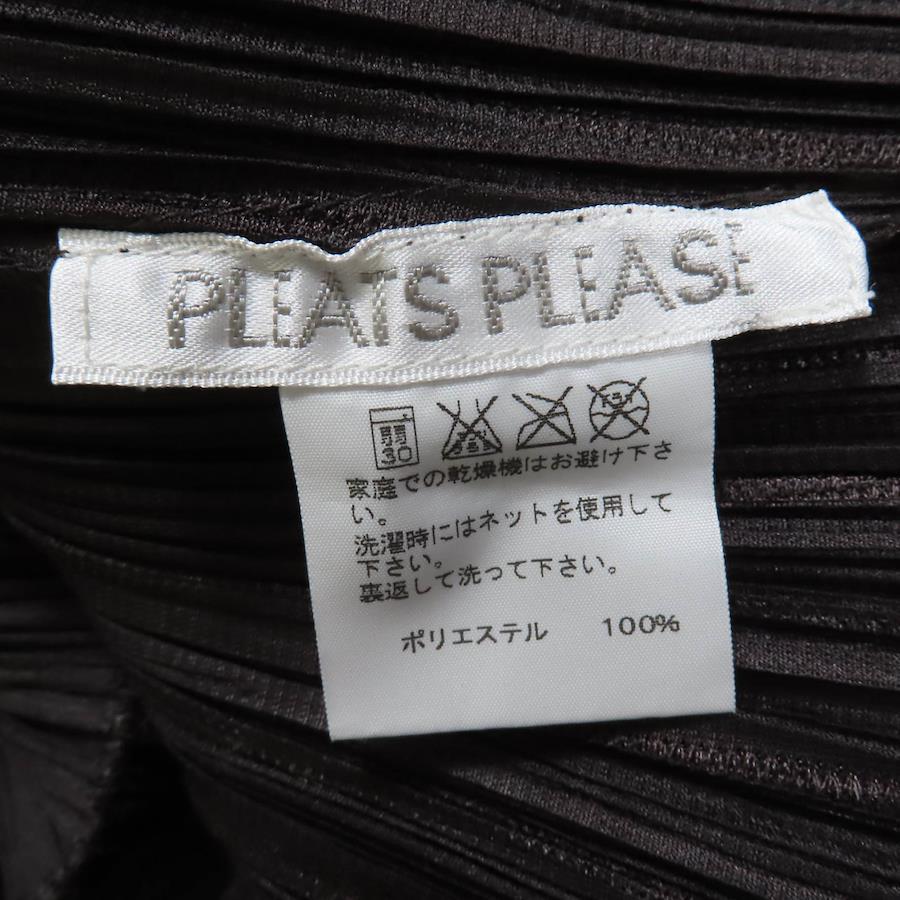 PLEATS PLEASE
弱 30
家庭での乾燥機はお避け下さ
い。
洗濯時にはネットを使用して
下さい。
裏返して洗って下さい。
ポリエステル 100%